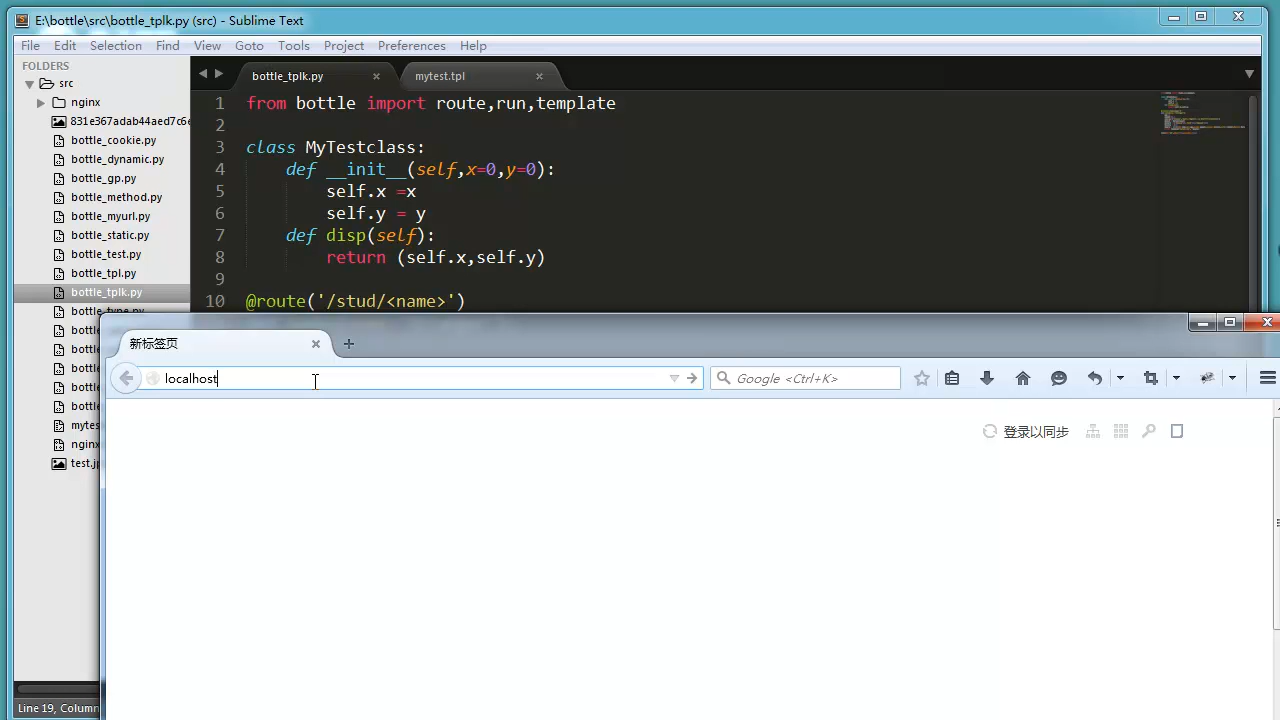 E:\bottle\src\bottle_tplk.py (src) - Sublime Text
File Edit Selection Find View Goto Tools Project Preferences Help
FOLDERS
src
nginx
831e367adab44aed7c6e
bottle_cookie.py
bottle_dynamic.py
bottle_gp.py
bottle_method.py
bottle_myurl.py
bottle_static.py
bottle_test.py
bottle_tpl.py
bottle_tplk.py
bottle_type.py
bottle
bottle
bottle
bottle
bottle
mytes
nginx
test.jp
bottle_tplk.py
mytest.tpl
1 from bottle import route,run,template
2
3 class MyTestclass:
4 def __init__(self,x=0,y=0):
5 self.x =x
6 self.y = y
7 def disp(self):
8 return (self.x,self.y)
9
10 @route('/stud/<name>')
新标签页
localhost
Google <Ctrl+K>
登录以同步
Line 19, Column